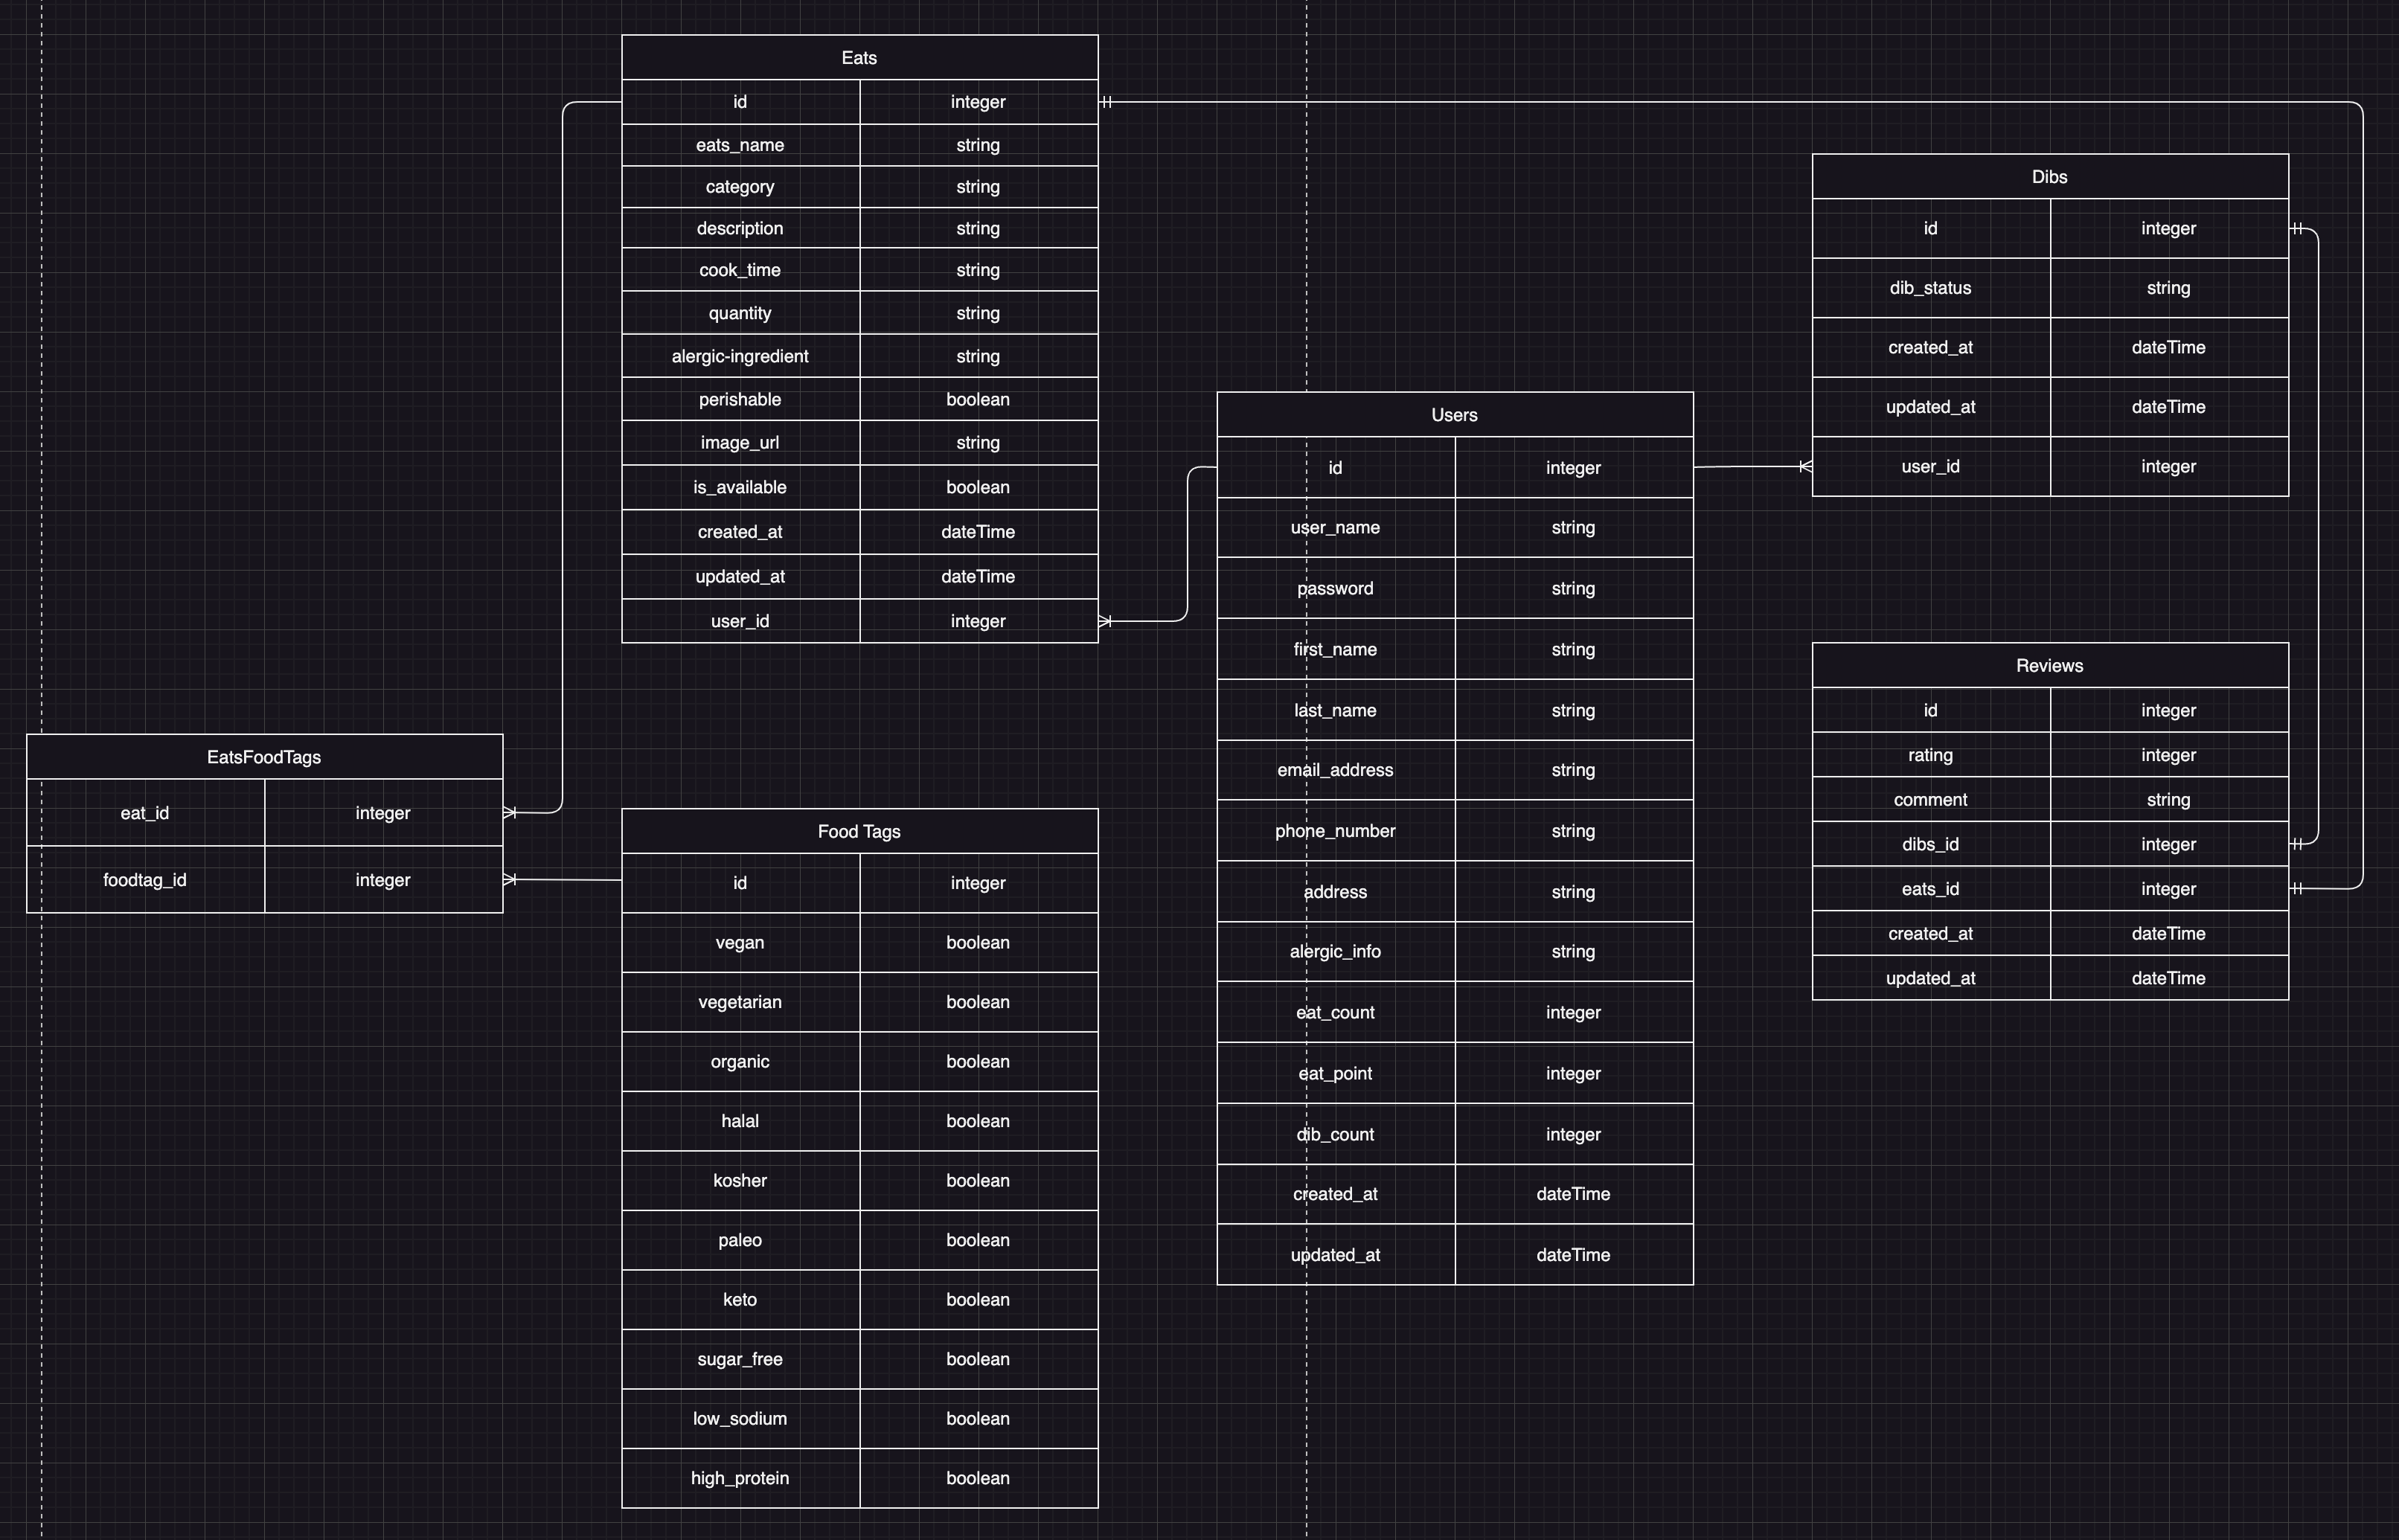 Eats
id integer
eats_name string
category string
description string
cook_time string
quantity string
alergic-ingredient string
perishable boolean
image_url string
is_available boolean
created_at dateTime
updated_at dateTime
user_id integer
EatsFoodTags
eat_id integer
foodtag_id integer
Food Tags
id integer
vegan boolean
vegetarian boolean
organic boolean
halal boolean
kosher boolean
paleo boolean
keto boolean
sugar_free boolean
low_sodium boolean
high_protein boolean
Users
id integer
user_name string
password string
first_name string
last_name string
email_address string
phone_number string
address string
alergic_info string
eat_count integer
eat_point integer
dib_count integer
created_at dateTime
updated_at dateTime
Dibs
id integer
dib_status string
created_at dateTime
updated_at dateTime
user_id integer
Reviews
id integer
rating integer
comment string
dibs_id integer
eats_id integer
created_at dateTime
updated_at dateTime